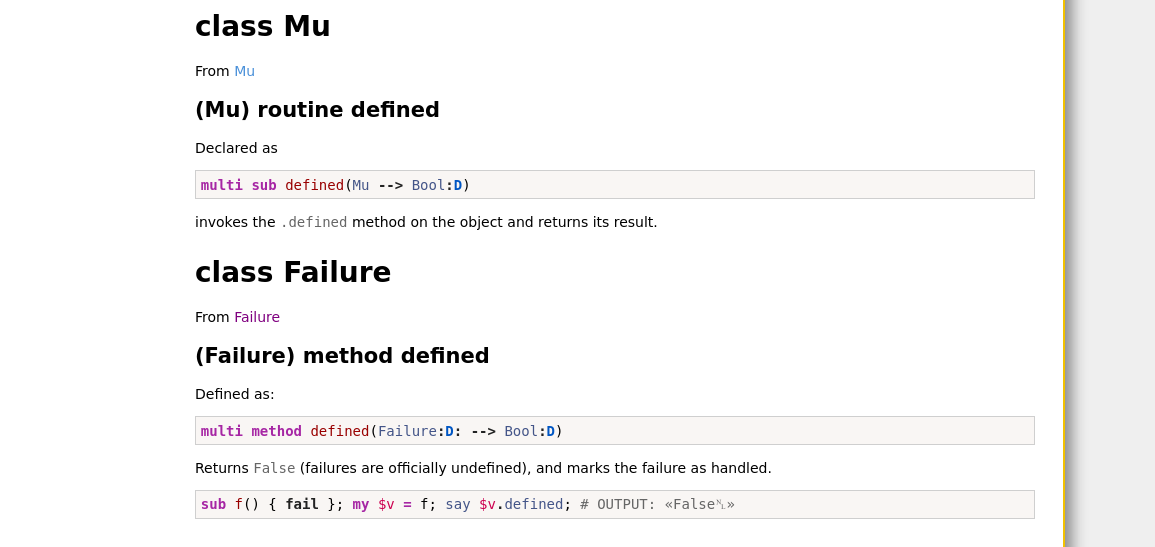 class Mu
From Mu
(Mu) routine defined
Declared as
multi sub defined(Mu --> Bool:D)
invokes the .defined method on the object and returns its result.
class Failure
From Failure
(Failure) method defined
Defined as:
multi method defined(Failure:D: --> Bool:D)
Returns False (failures are officially undefined), and marks the failure as handled.
sub f() { fail }; my $v = f; say $v.defined; # OUTPUT: «False␤»